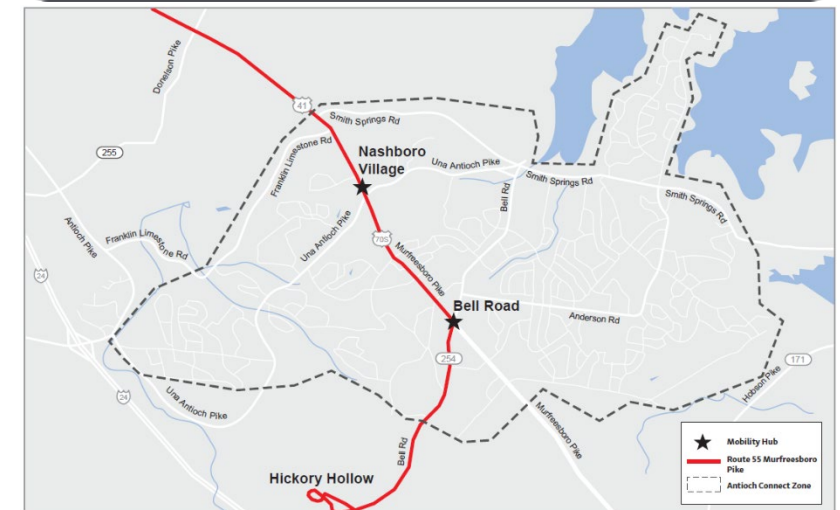 Donelson Pike
41
Smith Springs Rd
255
Franklin Limestone Rd
Nashboro
Village
Una Antioch Pike
Smith Springs Rd
Bell Rd
Smith Springs Rd
Antioch Pike
Franklin Limestone Rd
Una Antioch Pike
705
Murfreesboro Pike
24
Bell Road
Anderson Rd
254
171
Hobson Pike
24
Una Antioch Pike
Murfreesboro Pike
Bell Rd
Hickory Hollow
Mobility Hub
Route 55 Murfreesboro
Pike
Antioch Connect Zone